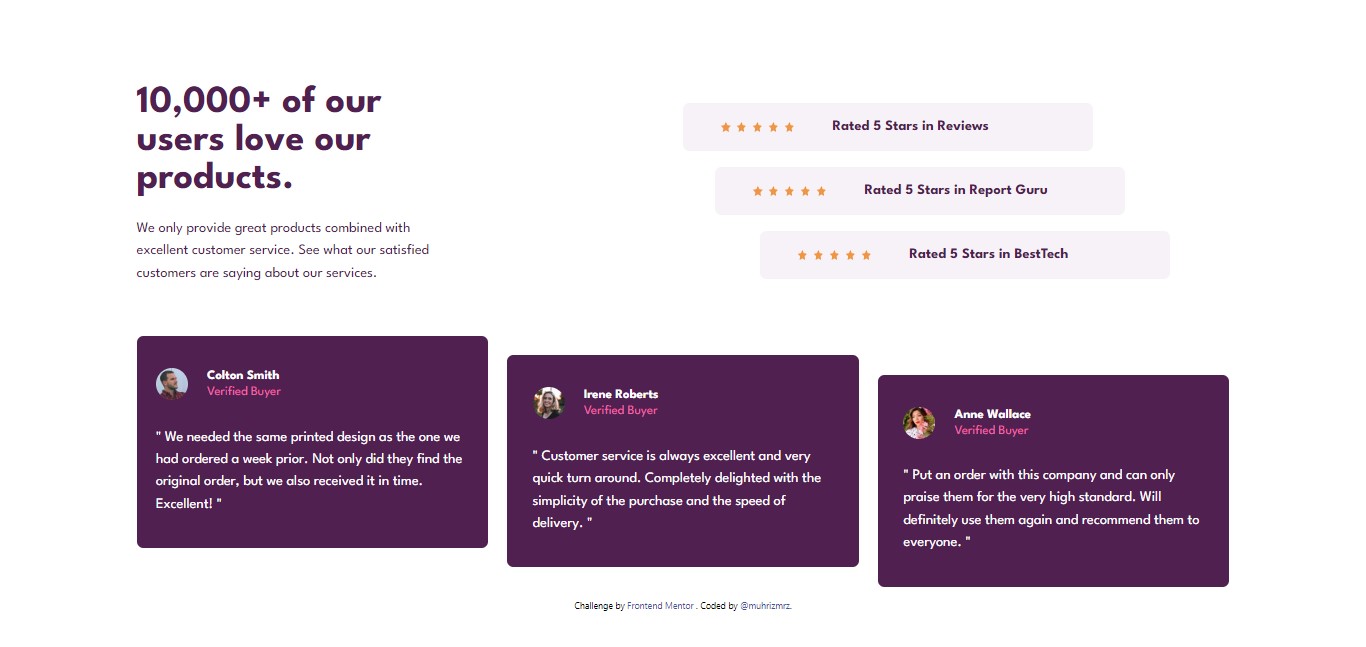 10,000+ of our
users love our
products.
We only provide great products combined with
excellent customer service. See what our satisfied
customers are saying about our services.
Rated 5 Stars in Reviews
Rated 5 Stars in Report Guru
Rated 5 Stars in BestTech
Colton Smith
Verified Buyer
" We needed the same printed design as the one we
had ordered a week prior. Not only did they find the
original order, but we also received it in time.
Excellent! "
Irene Roberts
Verified Buyer
" Customer service is always excellent and very
quick turn around. Completely delighted with the
simplicity of the purchase and the speed of
delivery. "
Anne Wallace
Verified Buyer
" Put an order with this company and can only
praise them for the very high standard. Will
definitely use them again and recommend them to
everyone. "
Challenge by Frontend Mentor . Coded by @muhrizmrz.